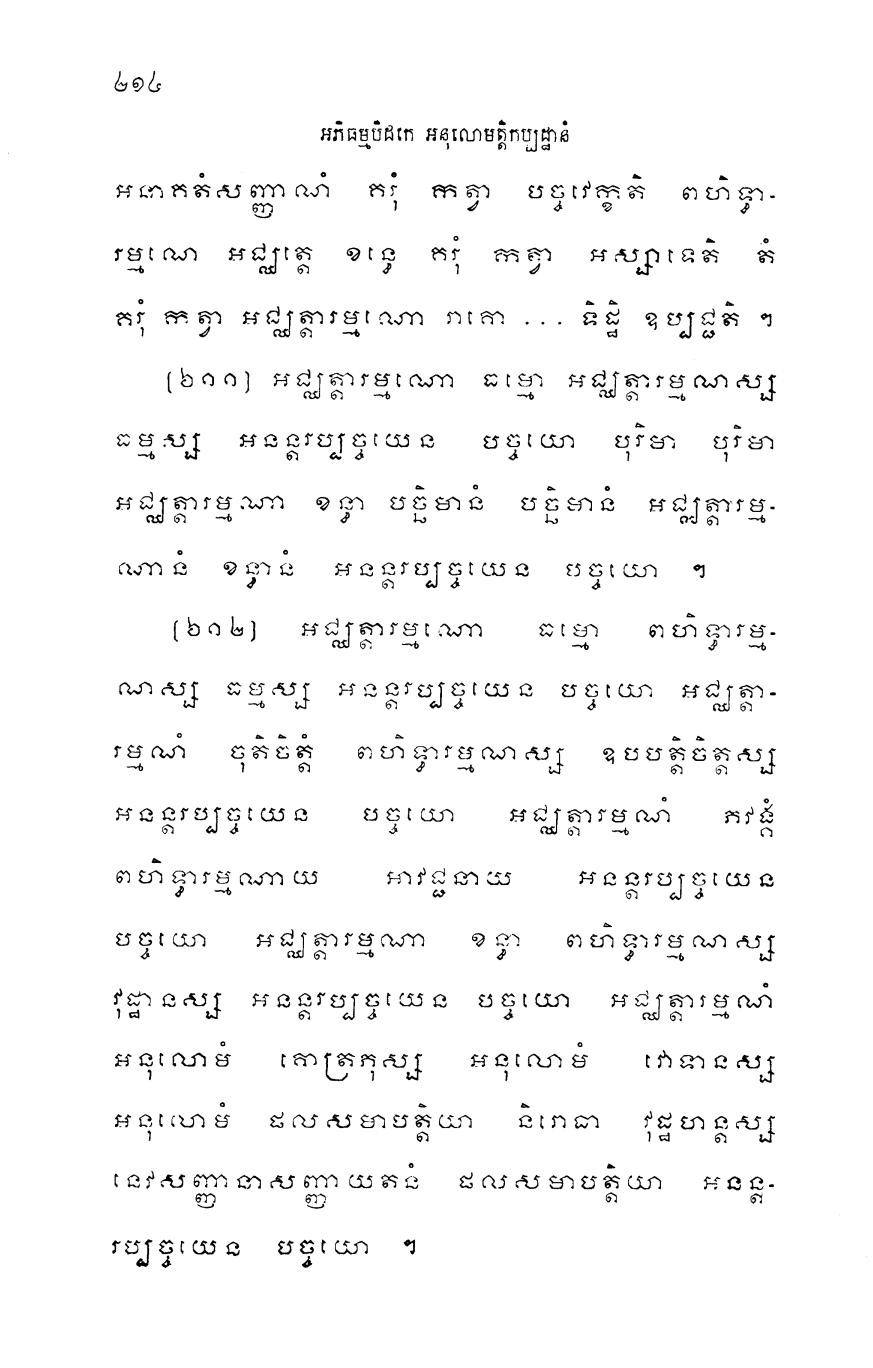 ២១៤
អភិធម្មបិដកេ អនុលោមត្តិកប្បដ្ឋានំ
អនាគតំសញាណំ គរុំ កត្វា បច្ចវេក្ខតិ ពហិទ្ធា-
រម្មណេ អជ្ឈត្តេ ខន្ធេ គរុំ កត្វា អស្សាទេតិ តំ
គរុំ កត្វា អជ្ឈត្តារម្មណោ រាគោ ... ទិដ្ឋិ ឧប្បជ្ជតិ ។
(៦១១) អជ្ឈត្តារម្មណោ ធម្មោ អជ្ឈត្តារម្មណស្ស
ធម្មស្ស អនន្តរប្បច្ចយេន បច្ចយោ បុរិមា បុរិមា
អជ្ឈត្តារម្មណា ខន្ធា បច្ឆិមានំ បច្ឆិមានំ អជ្ឈត្តារម្ម-
ណានំ ខន្ធានំ អនន្តរប្បច្ចយេន បច្ចយោ ។
(៦១២) អជ្ឈត្តារម្មណោ ធម្មោ ពហិទ្ធារម្ម-
ណស្ស ធម្មស្ស អនន្តរប្បច្ចយេន បច្ចយោ អជ្ឈត្តា-
រម្មណំ ចុតិចិត្តំ ពហិទ្ធារម្មណស្ស ឧបបត្តិចិត្តស្ស
អនន្តរប្បច្ចយេន បច្ចយោ អជ្ឈត្តារម្មណំ ភវង្គំ
ពហិទ្ធារម្មណាយ អាវជ្ជនាយ អនន្តរប្បច្ចយេន
បច្ចយោ អជ្ឈត្តារម្មណា ខន្ធា ពហិទ្ធារម្មណស្ស
វុដ្ឋានស្ស អនន្តរប្បច្ចយេន បច្ចយោ អជ្ឈត្តារម្មណំ
អនុលោមំ គោត្រភុស្ស អនុលោមំ វោទានស្ស
អនុលោមំ ផលសមាបត្តិយា និរោធា វុដ្ឋហន្តស្ស
នេវសញ្ញានាសញ្ញាយតនំ ផលសមាបត្តិយា អនន្ត-
រប្បច្ចយេន បច្ចយោ ។